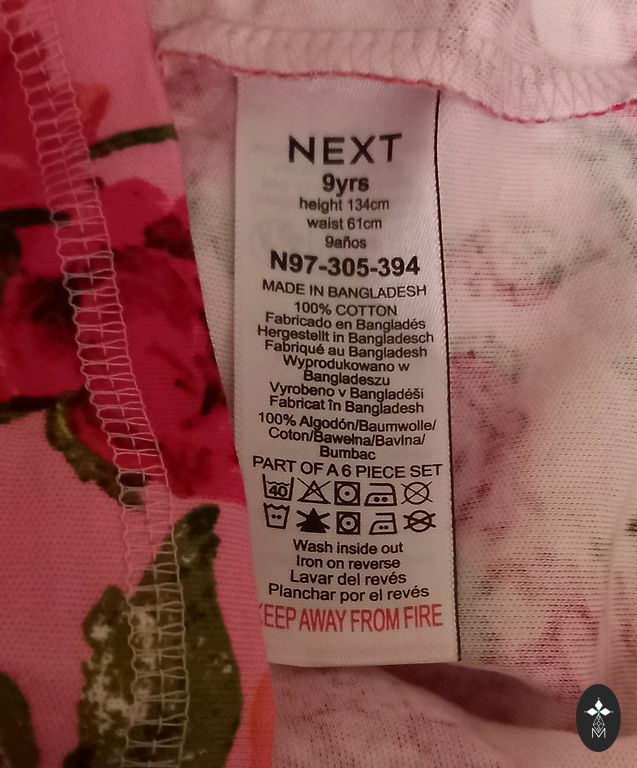 NEXT
9yrs
height 134cm
waist 61cm
9años
N97-305-394
MADE IN BANGLADESH
100% COTTON
Fabricado en Bangladés
Hergestellt in Bangladesch
Fabriqué au Bangladesh
Wyprodukowano w
Bangladeszu
Vyrobeno v Bangladéši
Fabricat în Bangladesh
100% Algodón/Baumwolle/
Coton/Bawełna/Bavlna/
Bumbac
PART OF A 6 PIECE SET
40
Wash inside out
Iron on reverse
Lavar del revés
Planchar por el revés
KEEP AWAY FROM FIRE
M